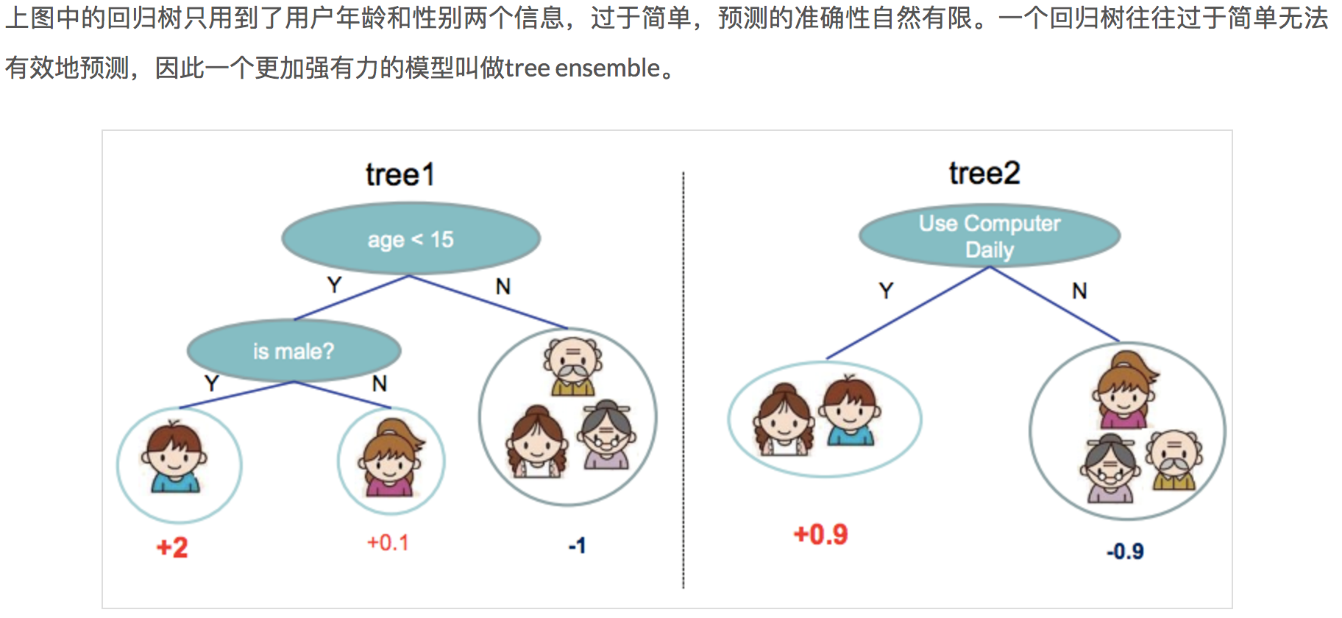 上图中的回归树只用到了用户年龄和性别两个信息，过于简单，预测的准确性自然有限。一个回归树往往过于简单无法
有效地预测，因此一个更加强有力的模型叫做tree ensemble。
tree1
age < 15
Y
N
is male?
Y
N
+2
+0.1
-1
tree2
Use Computer
Daily
Y
N
+0.9
-0.9